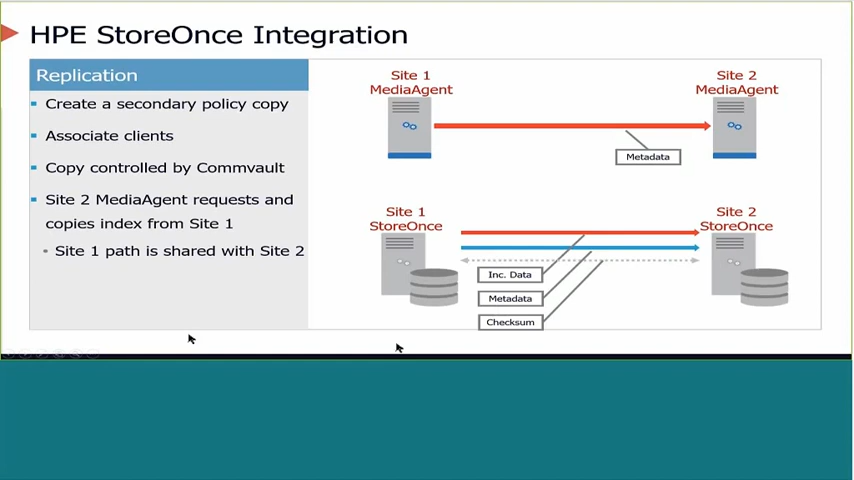 HPE StoreOnce Integration
Replication
Create a secondary policy copy
Associate clients
Copy controlled by Commvault
Site 2 MediaAgent requests and
copies index from Site 1
Site 1 path is shared with Site 2
Site 1
MediaAgent
Site 2
MediaAgent
Metadata
Site 1
StoreOnce
Site 2
StoreOnce
Inc. Data
Metadata
Checksum